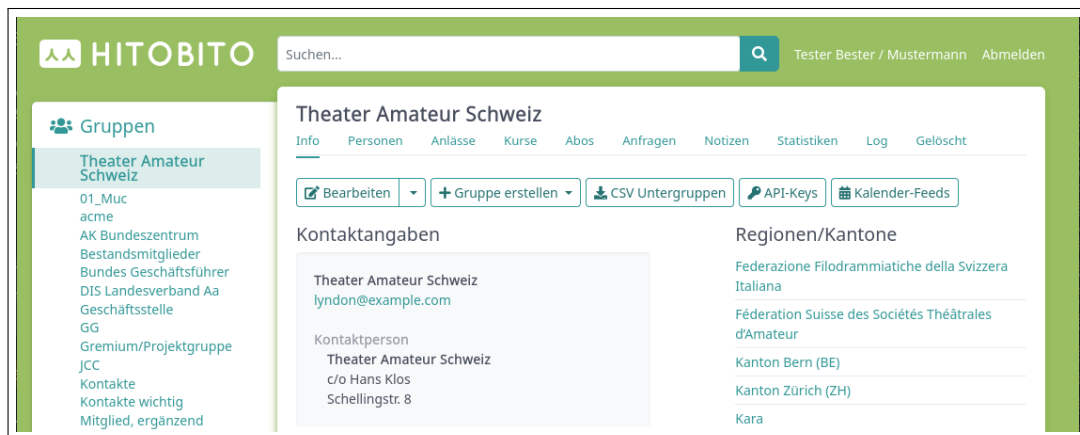 HITOBITO
Suchen...
Tester Bester / Mustermann Abmelden
Gruppen
Theater Amateur
Schweiz
01_Muc
acme
AK Bundeszentrum
Bestandsmitglieder
Bundes Geschäftsführer
DIS Landesverband Aa
Geschäftsstelle
GG
Gremium/Projektgruppe
JCC
Kontakte
Kontakte wichtig
Mitglied, ergänzend
Theater Amateur Schweiz
Info Personen Anlässe Kurse Abos Anfragen Notizen Statistiken Log Gelöscht
Bearbeiten Gruppe erstellen CSV Untergruppen API-Keys Kalender-Feeds
Kontaktangaben
Theater Amateur Schweiz
lyndon@example.com
Kontaktperson
Theater Amateur Schweiz
c/o Hans Klos
Schellingstr. 8
Regionen/Kantone
Federazione Filodrammiatiche della Svizzera
Italiana
Féderation Suisse des Sociétés Théâtrales
d’Amateur
Kanton Bern (BE)
Kanton Zürich (ZH)
Kara